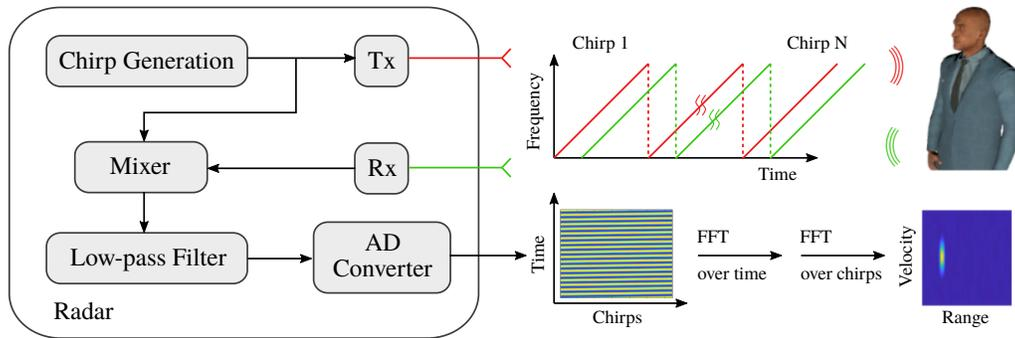 Chirp Generation
Tx
Mixer
Rx
Low-pass Filter
AD
Converter
Radar
Chirp 1
Chirp N
Frequency
Time
Time
Chirps
FFT
over time
FFT
over chirps
Velocity
Range